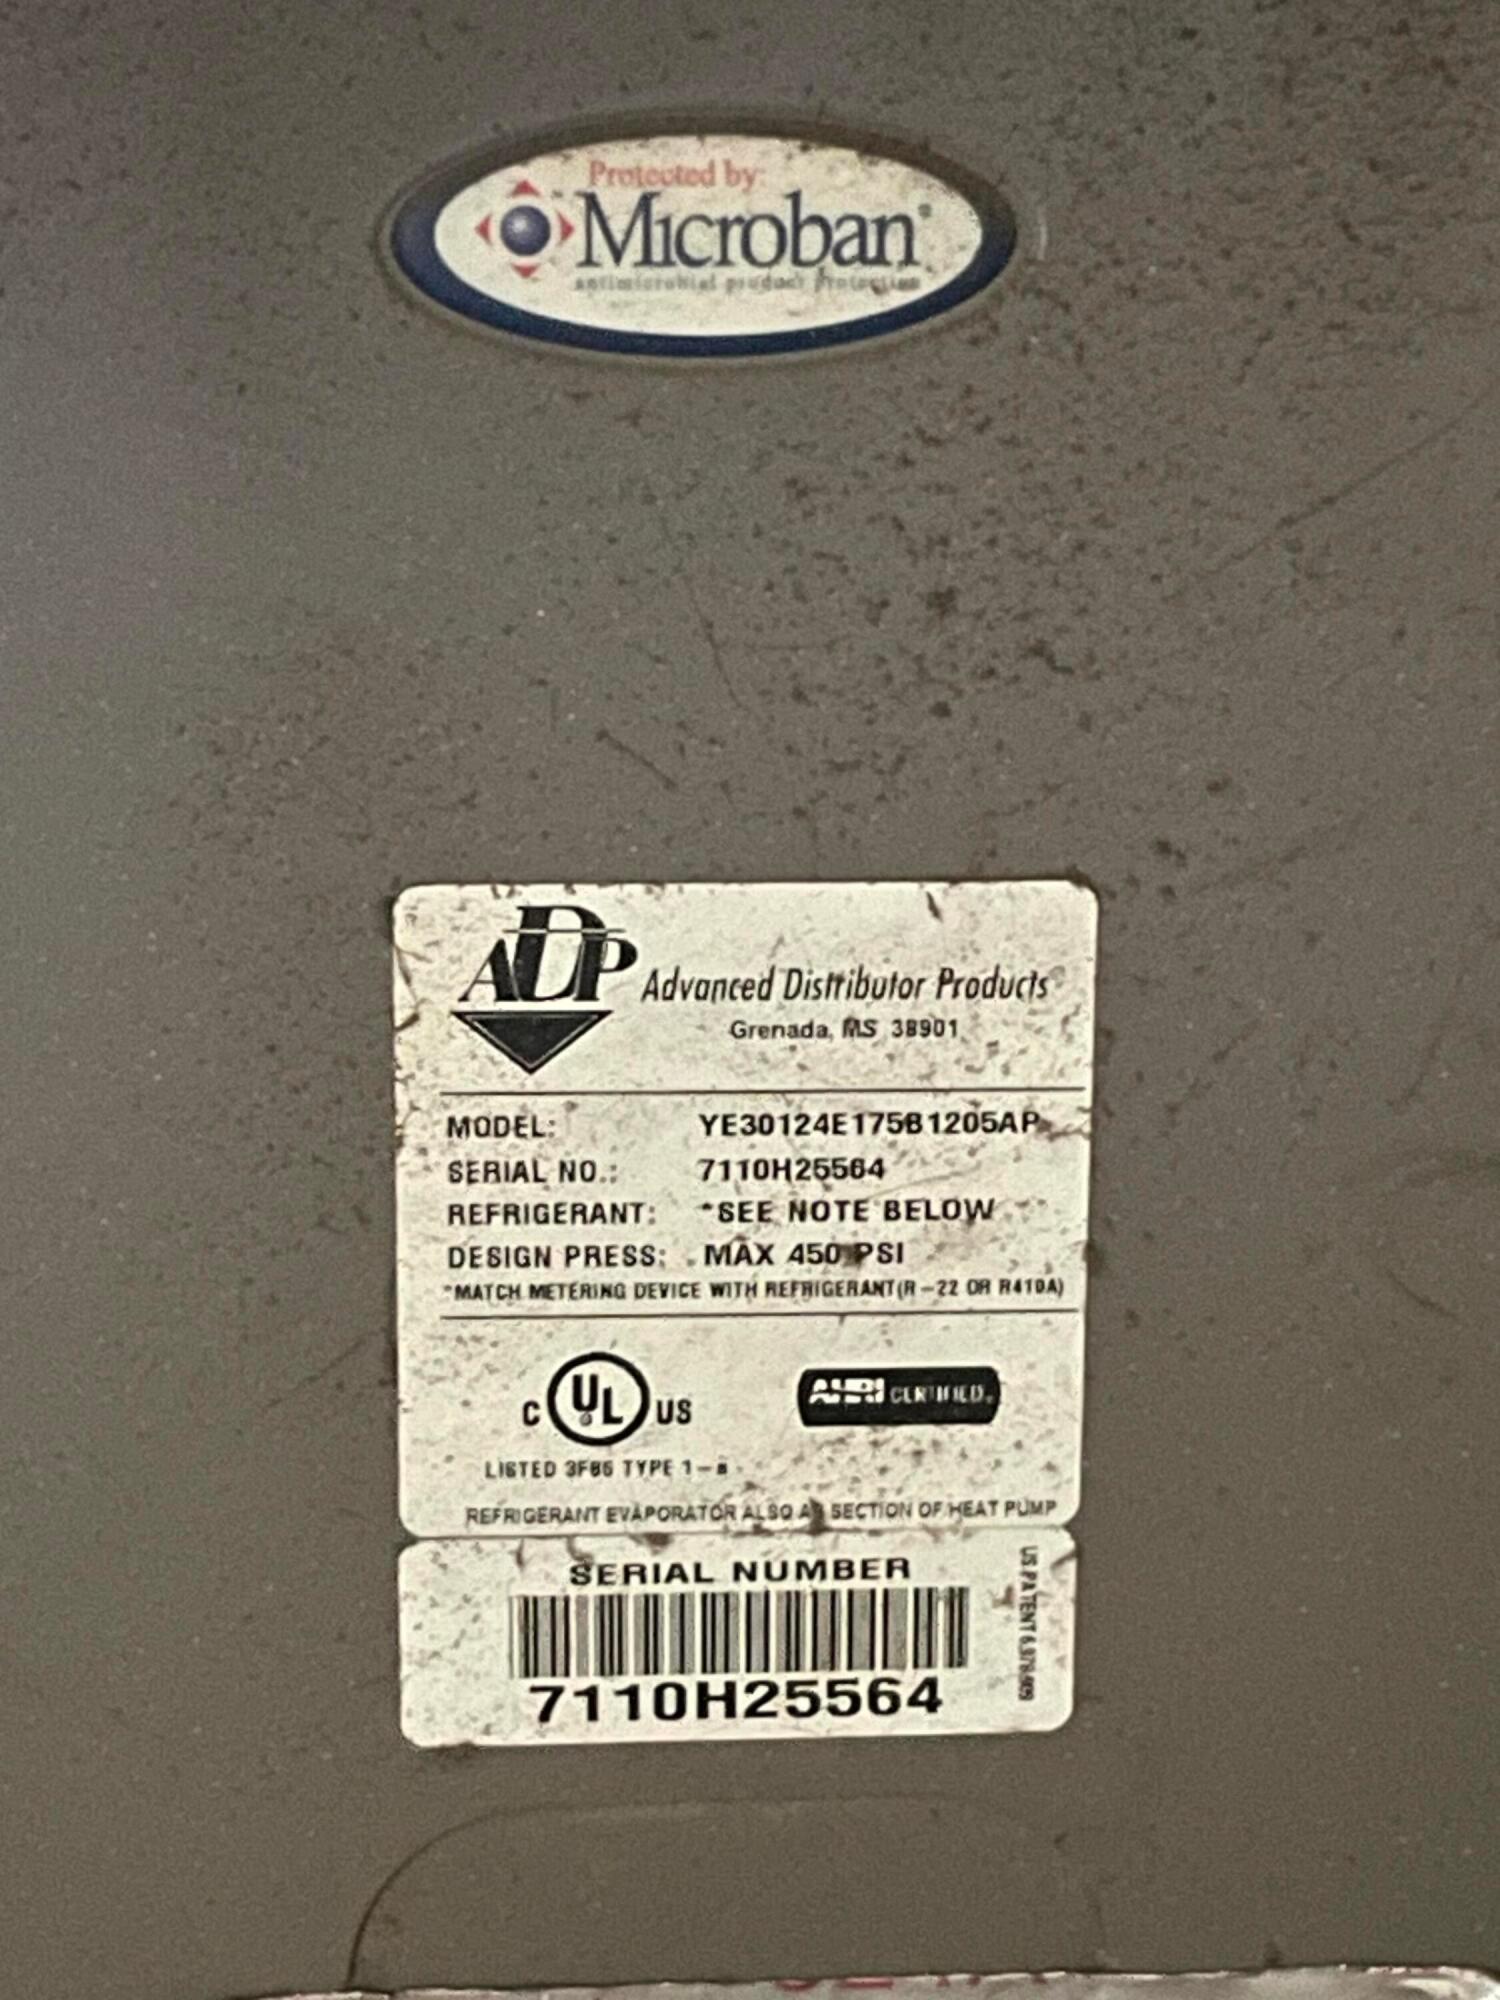 Protected by:
Microban®
antimicrobial product protection
ADP
Advanced Distributor Products
Grenada, MS 38901
MODEL: YE30124E175B1205AP
SERIAL NO.: 7110H25564
REFRIGERANT: *SEE NOTE BELOW
DESIGN PRESS: MAX 450 PSI
*MATCH METERING DEVICE WITH REFRIGERANT(R-22 OR R410A)
C UL US
AHRI CERTIFIED
LISTED 3F86 TYPE 1-
REFRIGERANT EVAPORATOR ALSO AS SECTION OF HEAT PUMP
SERIAL NUMBER
7110H25564
US PATENT